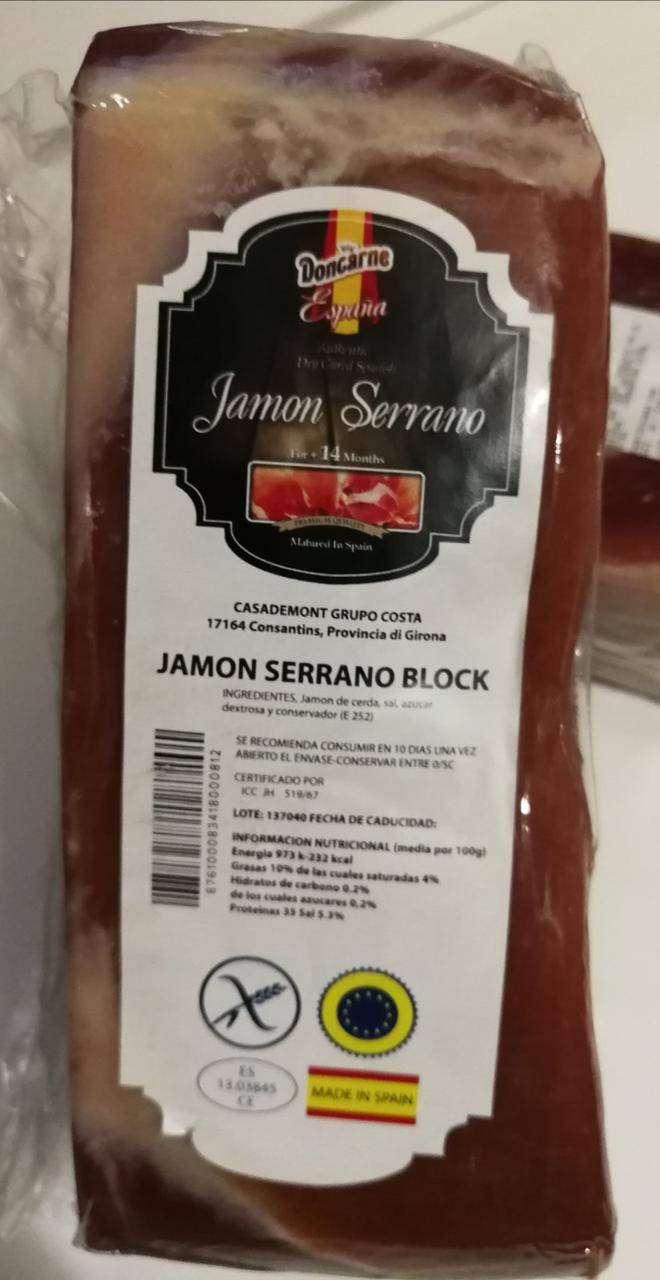 Doncarne
España
Authentic
Dry Cured Spanish
Jamon Serrano
For + 14 Months
PREMIUM QUALITY
Matured In Spain
CASADEMONT GRUPO COSTA
17164 Consantins, Provincia di Girona
JAMON SERRANO BLOCK
INGREDIENTES, Jamon de cerda, sal, azucar
dextrosa y conservador (E 252)
SE RECOMIENDA CONSUMIR EN 10 DIAS UNA VEZ
ABIERTO EL ENVASE-CONSERVAR ENTRE 0/5C
CERTIFICADO POR
ICC JH 519/67
LOTE: 137040 FECHA DE CADUCIDAD:
INFORMACION NUTRICIONAL (media por 100g)
Energia 973 k-232 kcal
Grasas 10% de las cuales saturadas 4%
Hidratos de carbono 0.2%
de los cuales azucares 0,2%
Proteinas 35 Sal 5.3%
876100083418000812
ES
13.03645
CE
MADE IN SPAIN